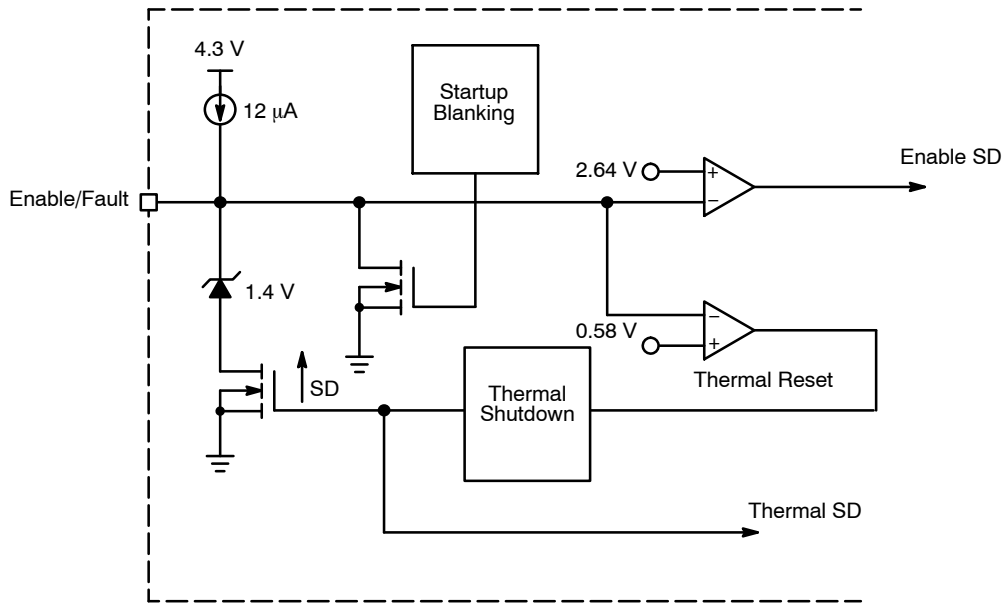 4.3 V
12 μA
Startup
Blanking
2.64 V
+
−
Enable SD
Enable/Fault
1.4 V
−
0.58 V
+
Thermal Reset
SD
Thermal
Shutdown
Thermal SD